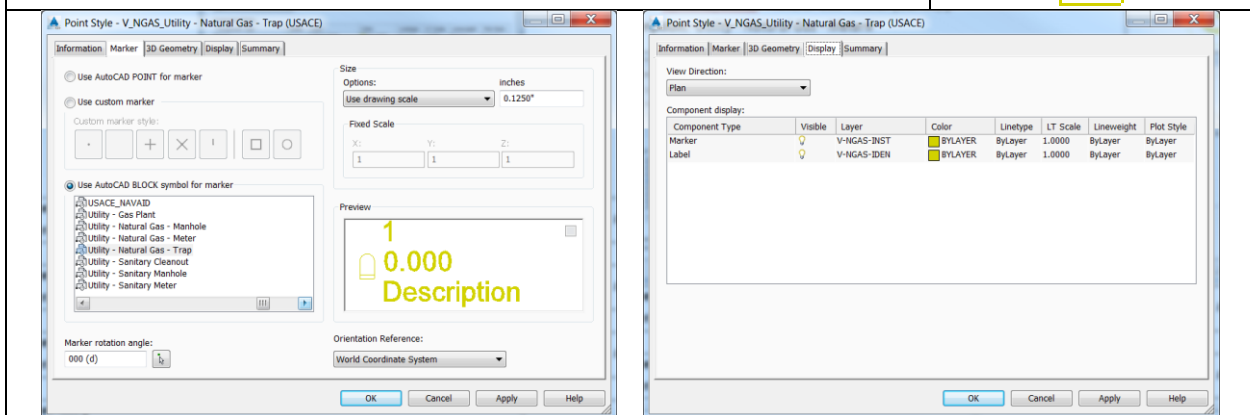 Point Style - V_NGAS_Utility - Natural Gas - Trap (USACE)
Information Marker 3D Geometry Display Summary
Use AutoCAD POINT for marker
Use custom marker
Custom marker style:
Use AutoCAD BLOCK symbol for marker
USACE_NAVAID
Utility - Gas Plant
Utility - Natural Gas - Manhole
Utility - Natural Gas - Meter
Utility - Natural Gas - Trap
Utility - Sanitary Cleanout
Utility - Sanitary Manhole
Utility - Sanitary Meter
Marker rotation angle:
000 (d)
Size
Options: inches
Use drawing scale 0.1250"
Fixed Scale
X: Y: Z:
1 1 1
Preview
1
0.000
Description
Orientation Reference:
World Coordinate System
OK Cancel Apply Help
Point Style - V_NGAS_Utility - Natural Gas - Trap (USACE)
Information Marker 3D Geometry Display Summary
View Direction:
Plan
Component display:
Component Type Visible Layer Color Linetype LT Scale Lineweight Plot Style
Marker V-NGAS-INST BYLAYER ByLayer 1.0000 ByLayer ByLayer
Label V-NGAS-IDEN BYLAYER ByLayer 1.0000 ByLayer ByLayer
OK Cancel Apply Help